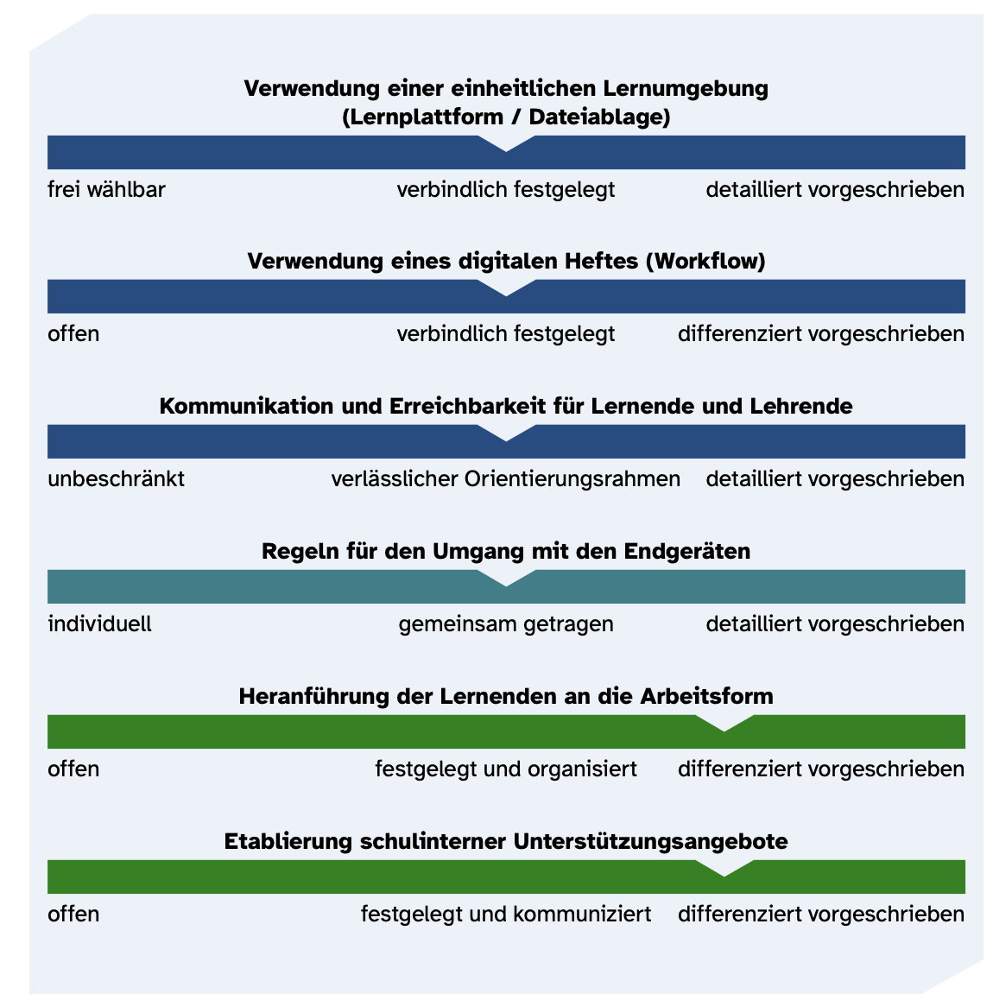 Verwendung einer einheitlichen Lernumgebung
(Lernplattform / Dateiablage)
frei wählbar verbindlich festgelegt detailliert vorgeschrieben
Verwendung eines digitalen Heftes (Workflow)
offen verbindlich festgelegt differenziert vorgeschrieben
Kommunikation und Erreichbarkeit für Lernende und Lehrende
unbeschränkt verlässlicher Orientierungsrahmen detailliert vorgeschrieben
Regeln für den Umgang mit den Endgeräten
individuell gemeinsam getragen detailliert vorgeschrieben
Heranführung der Lernenden an die Arbeitsform
offen festgelegt und organisiert differenziert vorgeschrieben
Etablierung schulinterner Unterstützungsangebote
offen festgelegt und kommuniziert differenziert vorgeschrieben